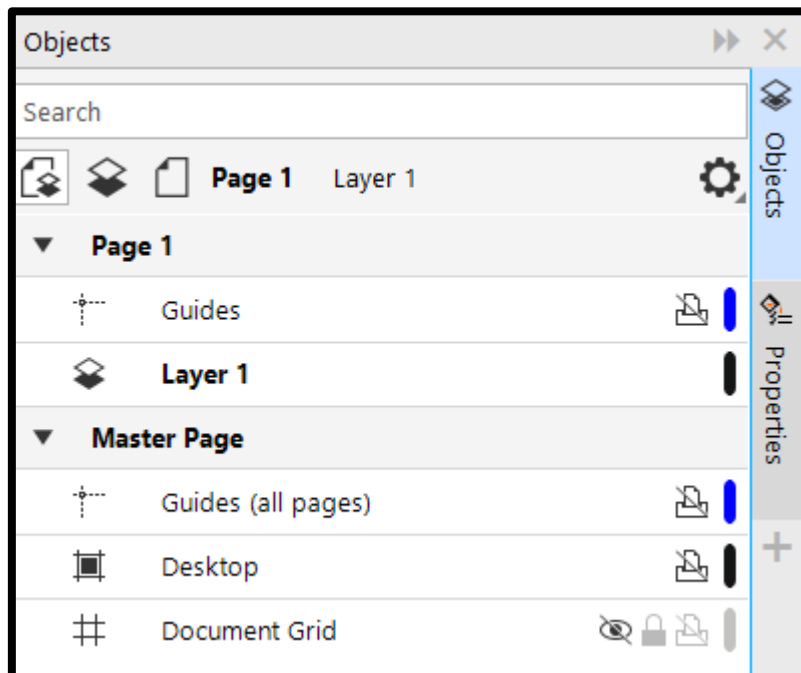 Objects
Search
Page 1 Layer 1
Page 1
Guides
Layer 1
Master Page
Guides (all pages)
Desktop
Document Grid
Objects
Properties